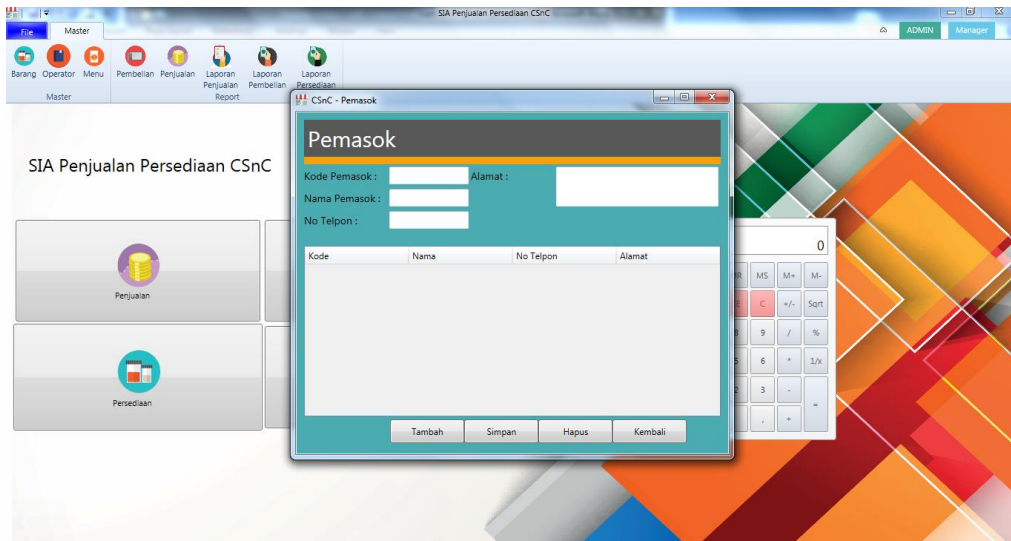 SIA Penjualan Persediaan CSnC
File
Master
ADMIN
Manager
Barang
Operator
Menu
Pembelian
Penjualan
Laporan Penjualan
Laporan Pembelian
Laporan Persediaan
Master
Report
CSnC - Pemasok
Pemasok
Kode Pemasok :
Alamat :
Nama Pemasok :
No Telpon :
Kode Nama No Telpon Alamat
Tambah Simpan Hapus Kembali
SIA Penjualan Persediaan CSnC
Penjualan
Persediaan
0
MS M+ M-
C +/- Sqrt
9 / %
6 * 1/x
3 - =
, +